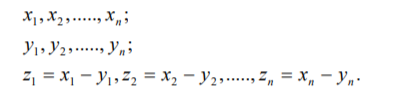 x₁, x₂, ....., xₙ;
y₁, y₂, ....., yₙ;
z₁ = x₁ − y₁, z₂ = x₂ − y₂, ....., zₙ = xₙ − yₙ.